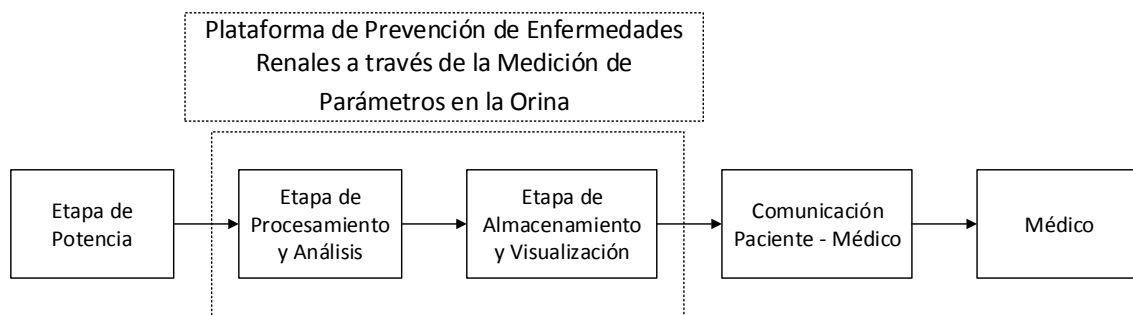 Plataforma de Prevención de Enfermedades
Renales a través de la Medición de
Parámetros en la Orina
Etapa de
Potencia
Etapa de
Procesamiento
y Análisis
Etapa de
Almacenamiento
y Visualización
Comunicación
Paciente - Médico
Médico